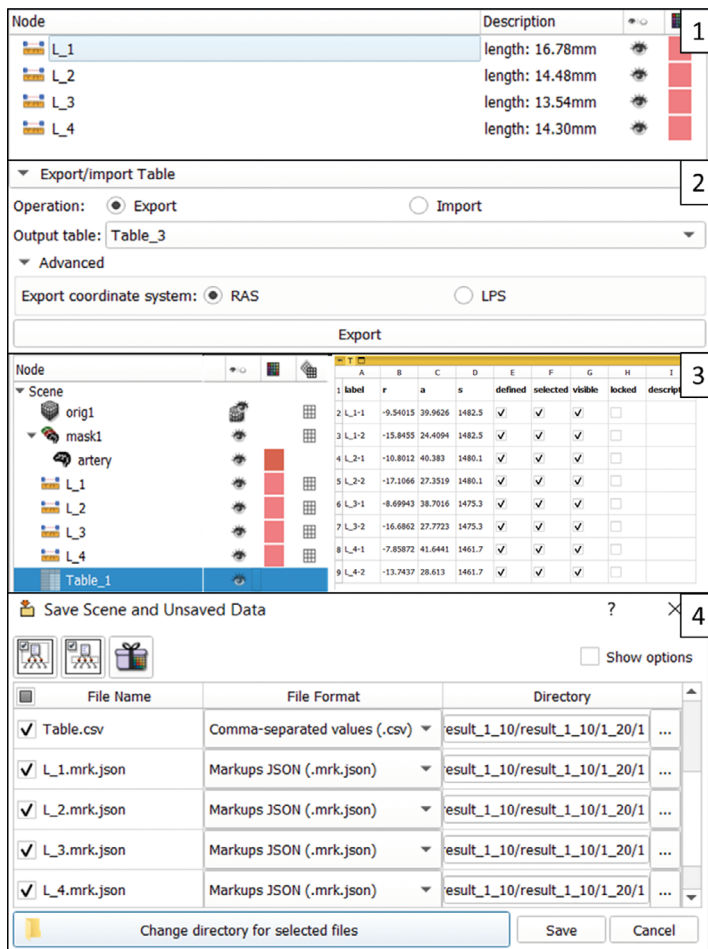 Node Description
1
L_1 length: 16.78mm
L_2 length: 14.48mm
L_3 length: 13.54mm
L_4 length: 14.30mm
Export/import Table
2
Operation: Export Import
Output table: Table_3
Advanced
Export coordinate system: RAS LPS
Export
3
Node
Scene
orig1
mask1
artery
L_1
L_2
L_3
L_4
Table_1
T
A B C D E F G H I
1 label r a s defined selected visible locked descript
2 L_1-1 -9.54015 39.9626 1482.5
3 L_1-2 -15.8455 24.4094 1482.5
4 L_2-1 -10.8012 40.383 1480.1
5 L_2-2 -17.1066 27.3519 1480.1
6 L_3-1 -8.69943 38.7016 1475.3
7 L_3-2 -16.6862 27.7723 1475.3
8 L_4-1 -7.85872 41.6441 1461.7
9 L_4-2 -13.7437 28.613 1461.7
Save Scene and Unsaved Data ? X
4
Show options
File Name File Format Directory
Table.csv Comma-separated values (.csv) result_1_10/result_1_10/1_20/1 ...
L_1.mrk.json Markups JSON (.mrk.json) result_1_10/result_1_10/1_20/1 ...
L_2.mrk.json Markups JSON (.mrk.json) result_1_10/result_1_10/1_20/1 ...
L_3.mrk.json Markups JSON (.mrk.json) result_1_10/result_1_10/1_20/1 ...
L_4.mrk.json Markups JSON (.mrk.json) result_1_10/result_1_10/1_20/1 ...
Change directory for selected files Save Cancel